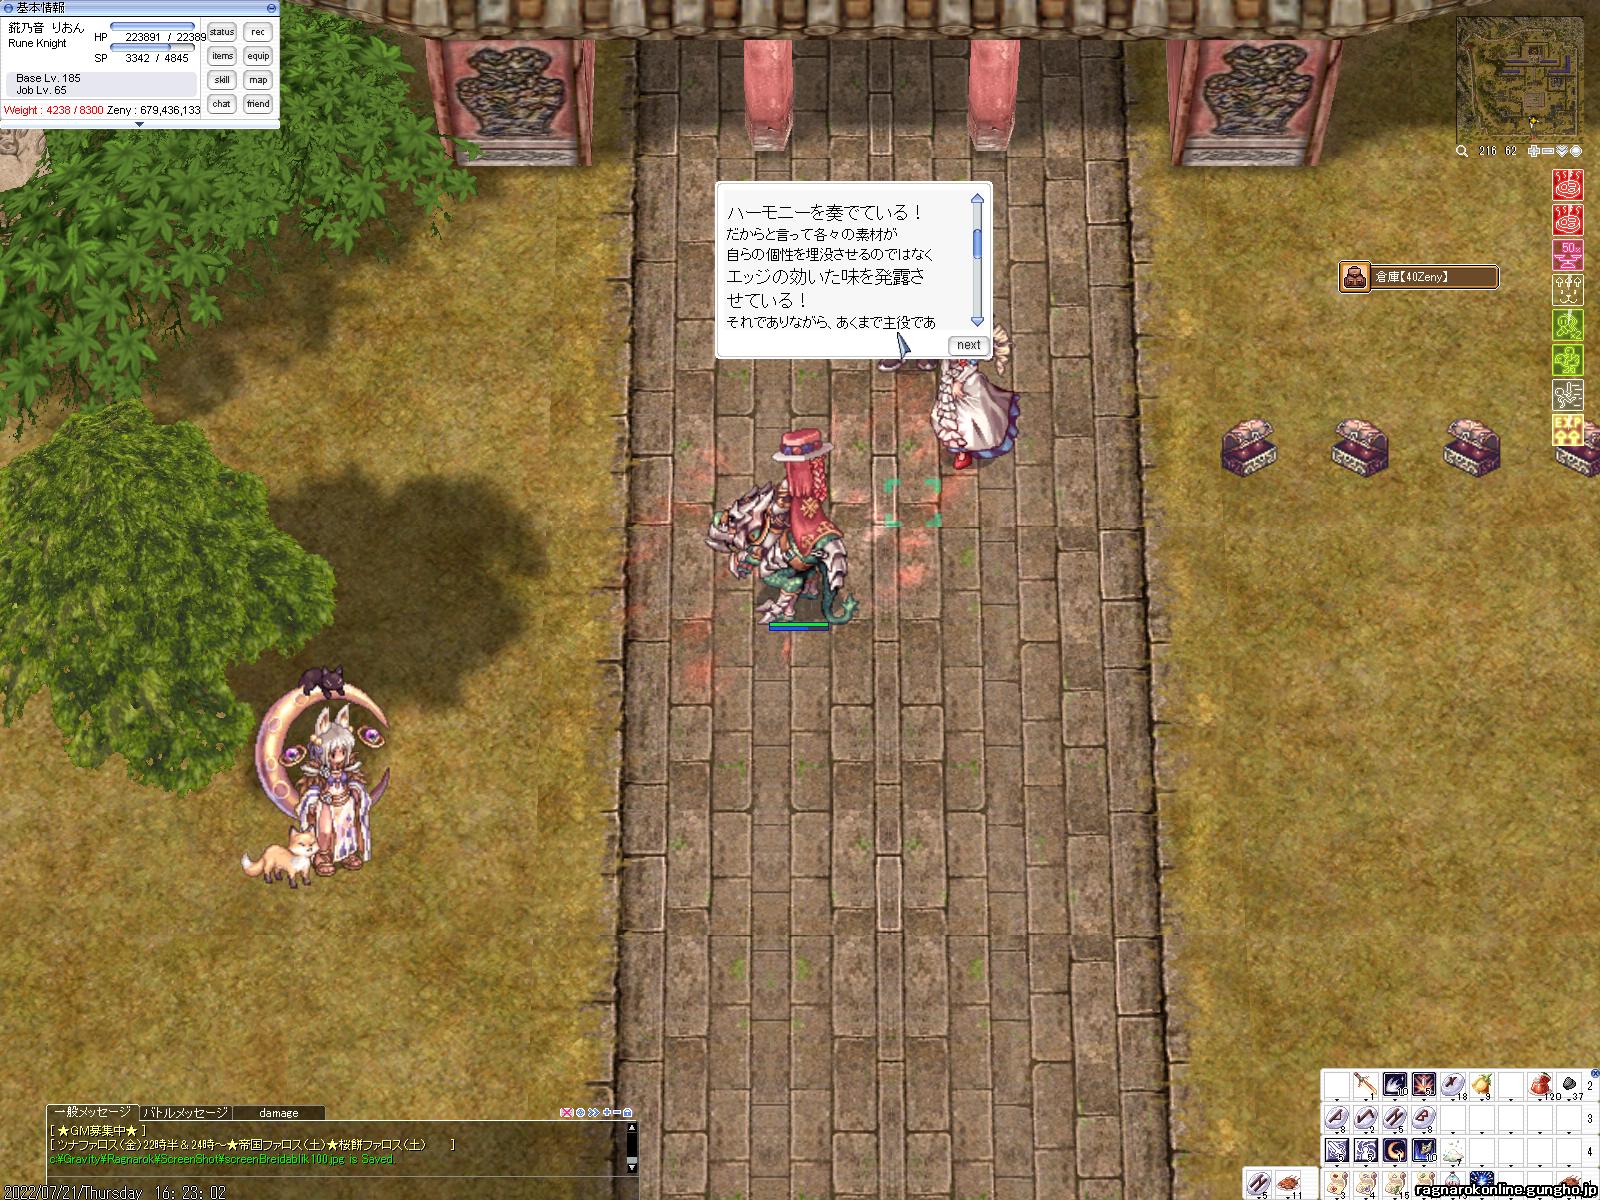 基本情報
Rune Knight
HP 223891 / 22389
SP 3342 / 4845
Base Lv. 185
Job Lv. 65
Weight : 4238 / 8300 Zeny : 679,436,133
status rec
items equip
skill map
chat friend
216 62
50%
EXP
倉庫【40Zeny】
ハーモニーを奏でている！
だからと言って各々の素材が
自らの個性を埋没させるのではなく
エッジの効いた味を発露さ
せている！
それでありながら、あくまで主役であ
next
一般メッセージ バトルメッセージ damage
[ ★GM募集中★ ]
[ ツナファロス(金)22時半＆24時～★帝国ファロス(土)★桜餅ファロス(土) ]
c:¥Gravity¥Ragnarok¥ScreenShot¥screenBreidablik100.jpg is Saved.
2022/07/21/Thursday 16:23:02
2
3
4
ragnarokonline.gungho.jp